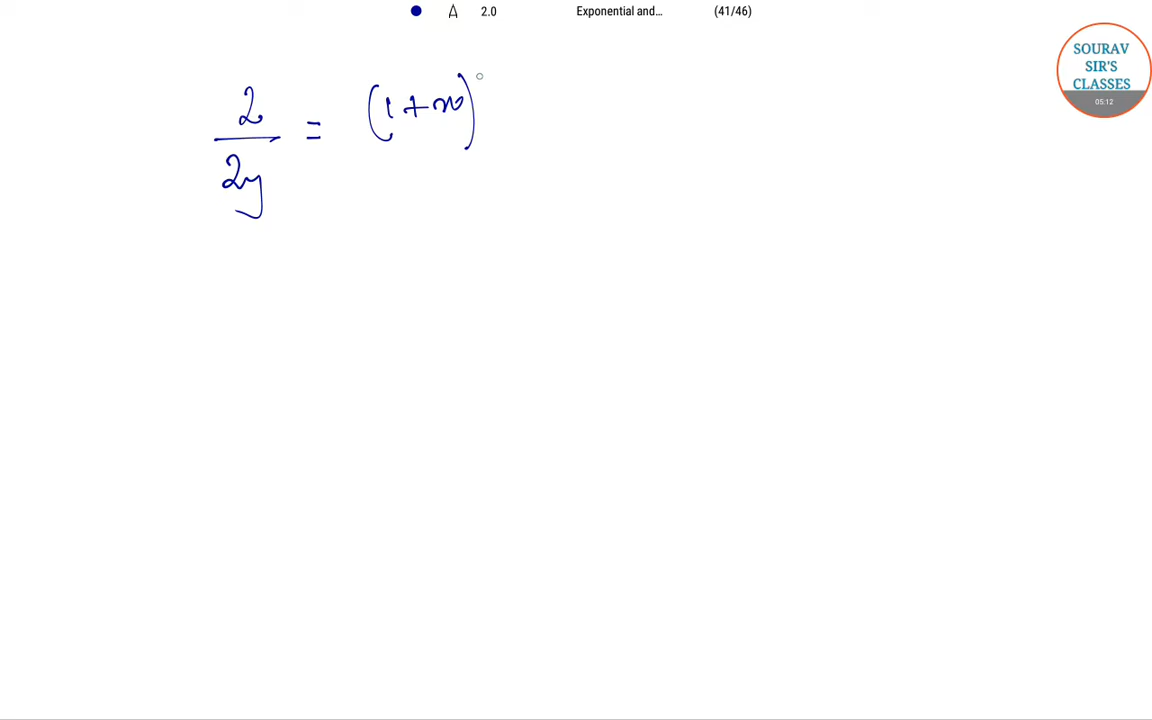 2.0 Exponential and... (41/46)
SOURAV
SIR'S
CLASSES
05:12
2/2y = (1+x)